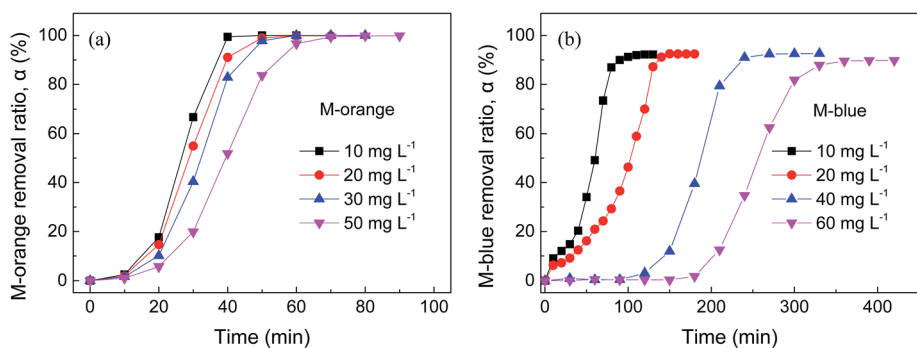 (a)
M-orange removal ratio, α (%)
100
80
60
40
20
0
M-orange
10 mg L⁻¹
20 mg L⁻¹
30 mg L⁻¹
50 mg L⁻¹
0 20 40 60 80 100
Time (min)
(b)
M-blue removal ratio, α (%)
100
80
60
40
20
0
M-blue
10 mg L⁻¹
20 mg L⁻¹
40 mg L⁻¹
60 mg L⁻¹
0 100 200 300 400
Time (min)